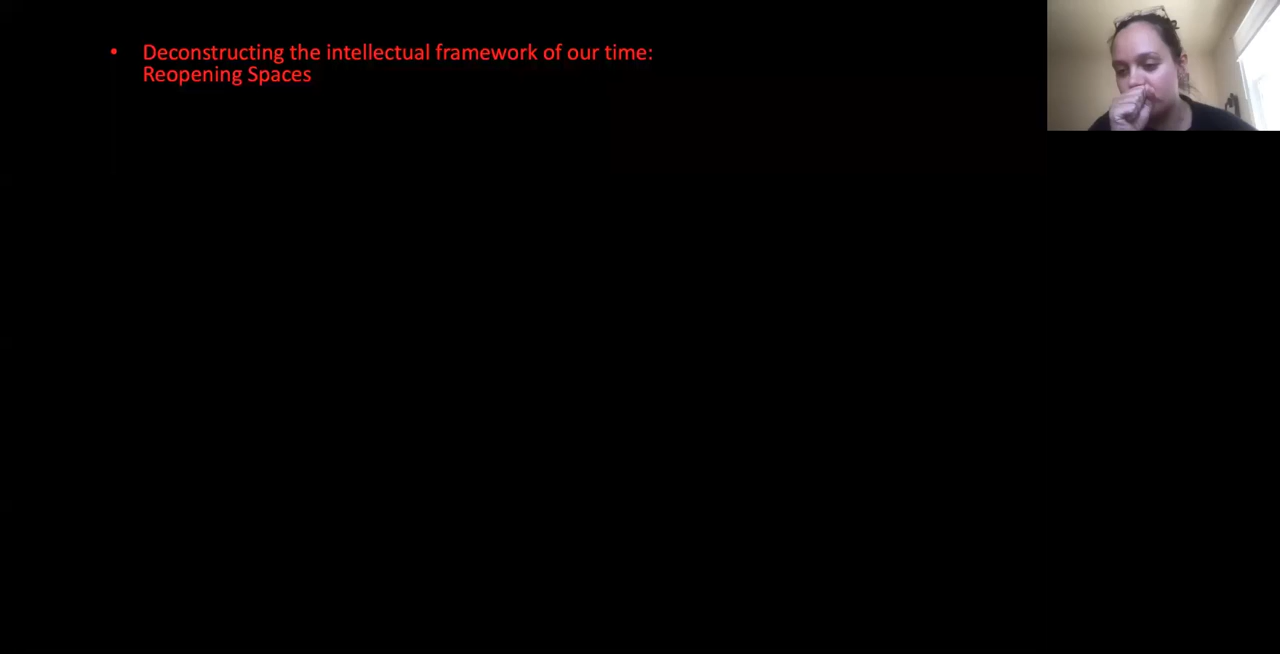 • Deconstructing the intellectual framework of our time:
Reopening Spaces